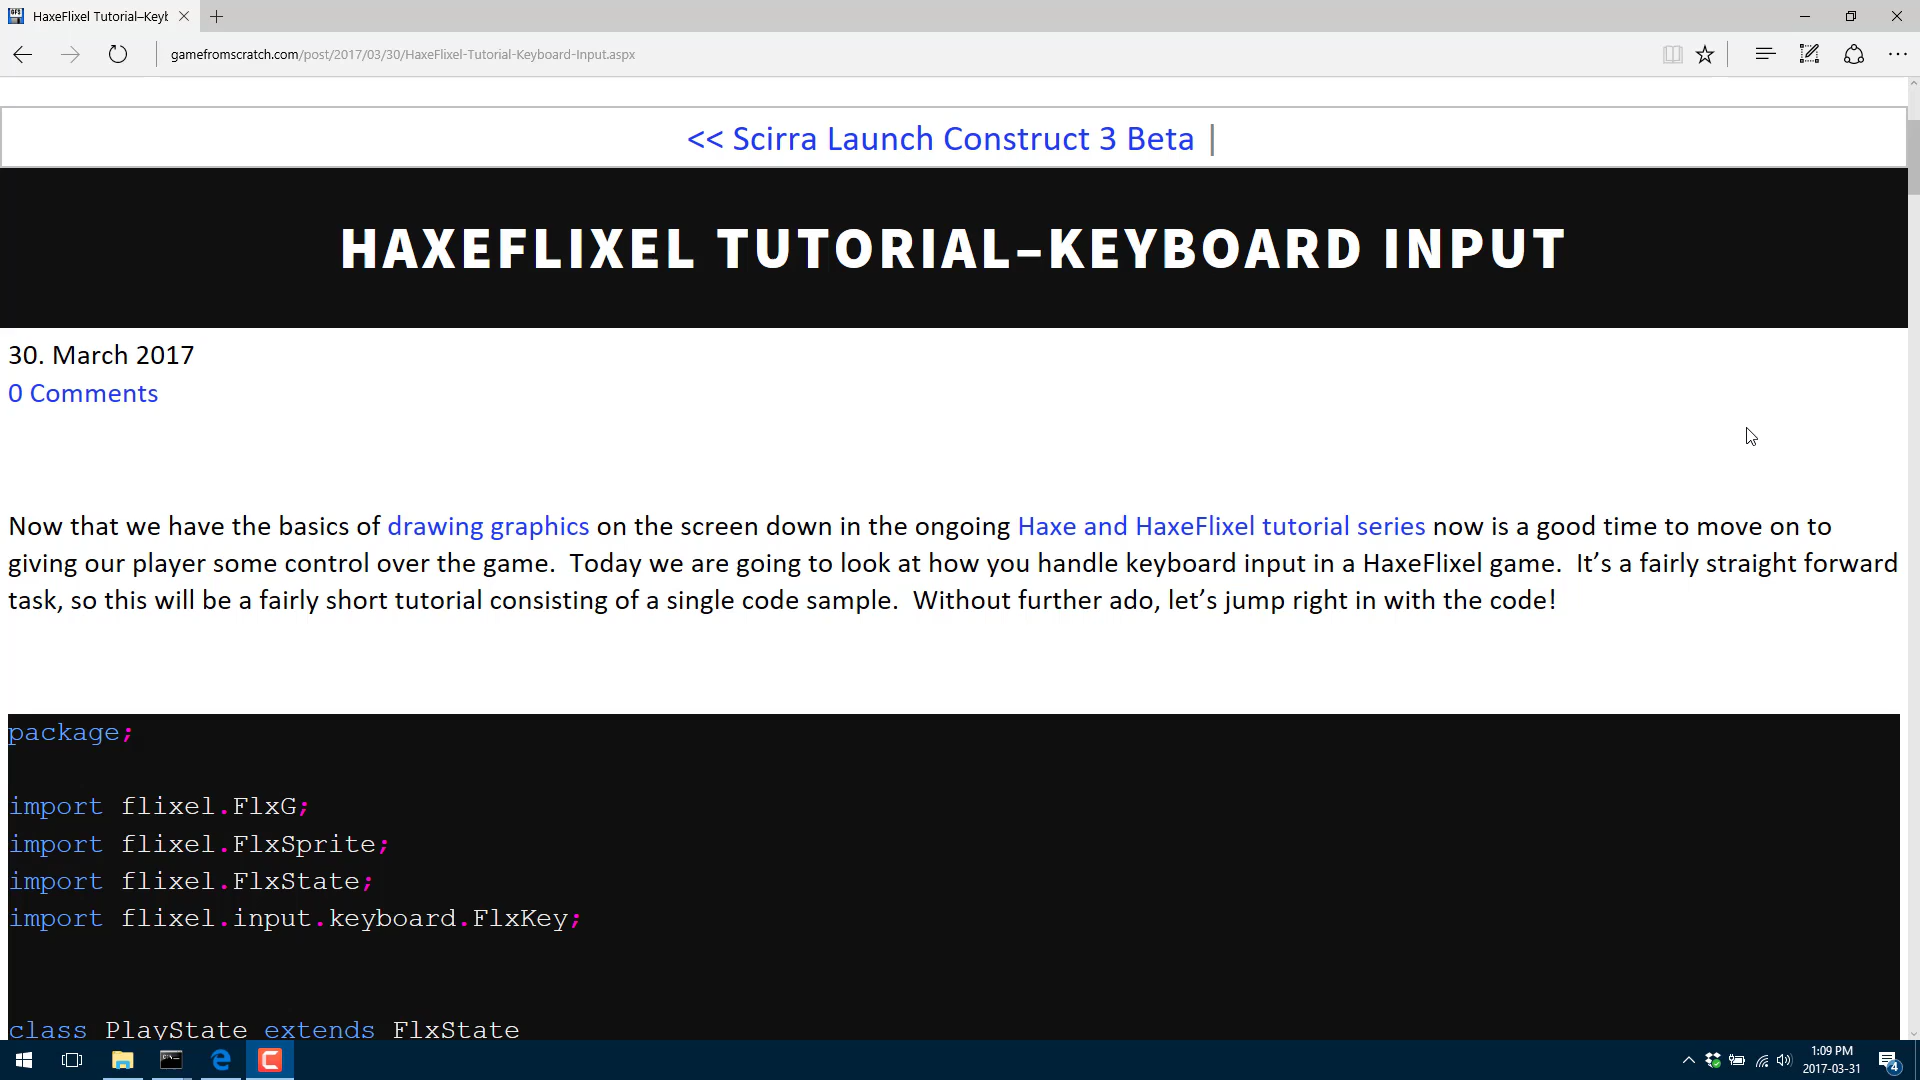 HaxeFlixel Tutorial–Keyb
gamefromscratch.com/post/2017/03/30/HaxeFlixel-Tutorial-Keyboard-Input.aspx
<< Scirra Launch Construct 3 Beta |
HAXEFLIXEL TUTORIAL–KEYBOARD INPUT
30. March 2017
0 Comments
Now that we have the basics of drawing graphics on the screen down in the ongoing Haxe and HaxeFlixel tutorial series now is a good time to move on to
giving our player some control over the game.  Today we are going to look at how you handle keyboard input in a HaxeFlixel game.  It’s a fairly straight forward
task, so this will be a fairly short tutorial consisting of a single code sample.  Without further ado, let’s jump right in with the code!
package;
import flixel.FlxG;
import flixel.FlxSprite;
import flixel.FlxState;
import flixel.input.keyboard.FlxKey;
class PlayState extends FlxState
1:09 PM
2017-03-31
4